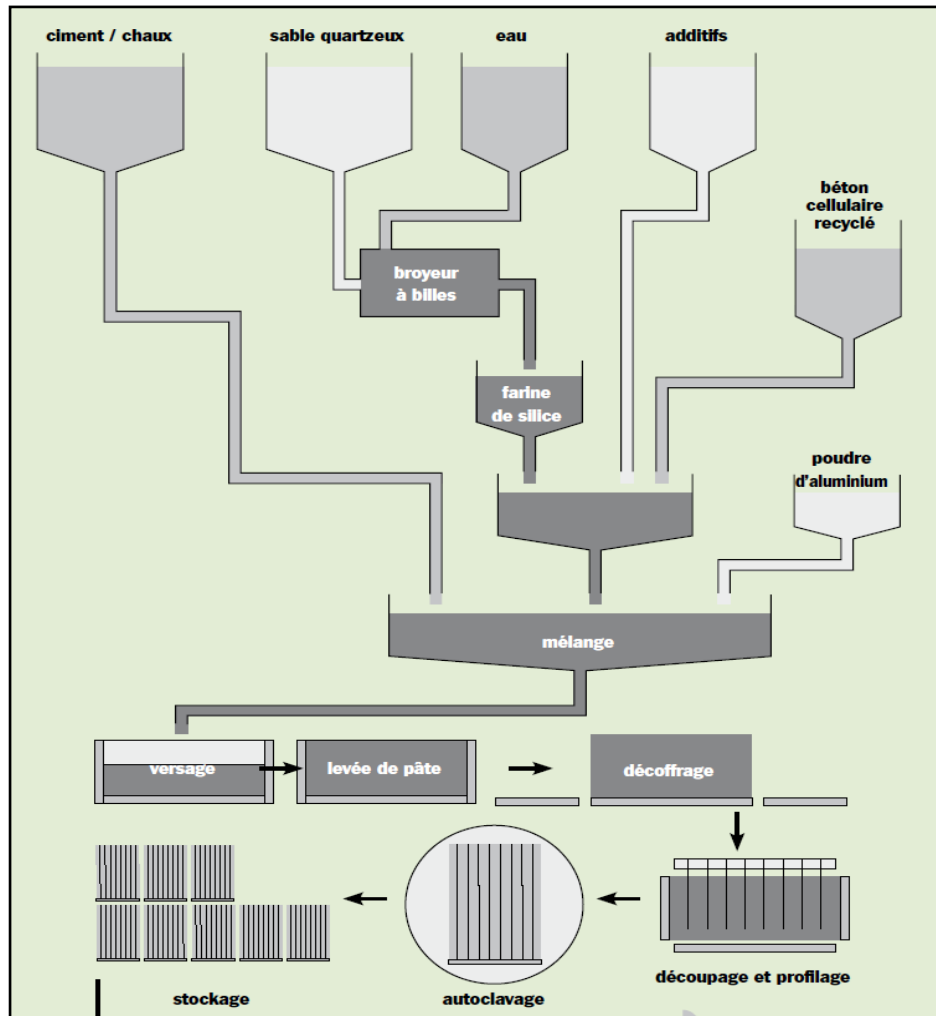 ciment / chaux
sable quartzeux
eau
additifs
béton
cellulaire
recyclé
broyeur
à billes
farine
de silice
poudre
d'aluminium
mélange
versage
levée de pâte
décoffrage
découpage et profilage
autoclavage
stockage